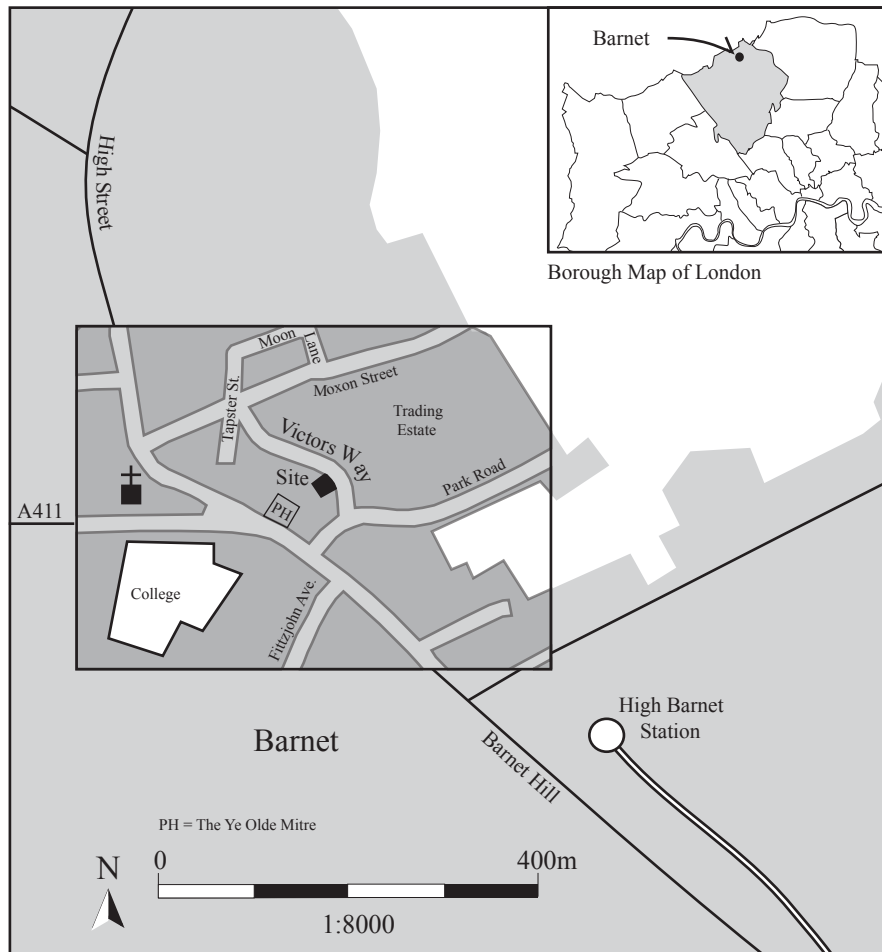 Barnet
Borough Map of London
High Street
Moon
Lane
Moxon Street
Tapster St.
Trading
Estate
Victors Way
Site
Park Road
PH
A411
College
Fittzjohn Ave.
High Barnet
Station
Barnet
Barnet Hill
PH = The Ye Olde Mitre
N
0
400m
1:8000